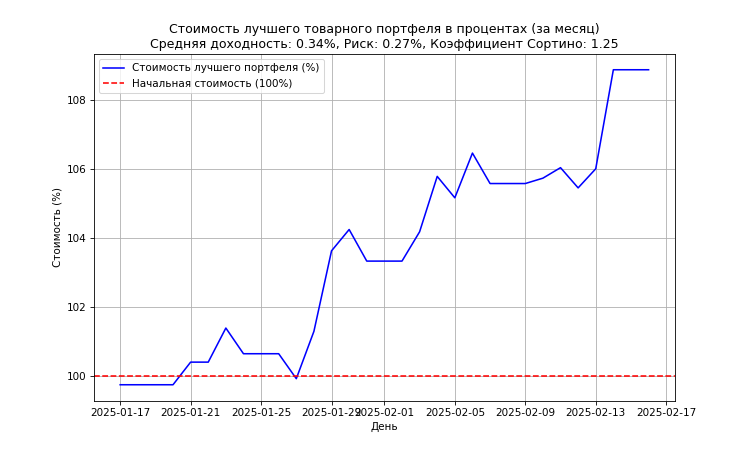 Стоимость лучшего товарного портфеля в процентах (за месяц)
Средняя доходность: 0.34%, Риск: 0.27%, Коэффициент Сортино: 1.25
Стоимость лучшего портфеля (%)
Начальная стоимость (100%)
108
106
104
102
100
Стоимость (%)
2025-01-17 2025-01-21 2025-01-25 2025-01-29 2025-02-01 2025-02-05 2025-02-09 2025-02-13 2025-02-17
День